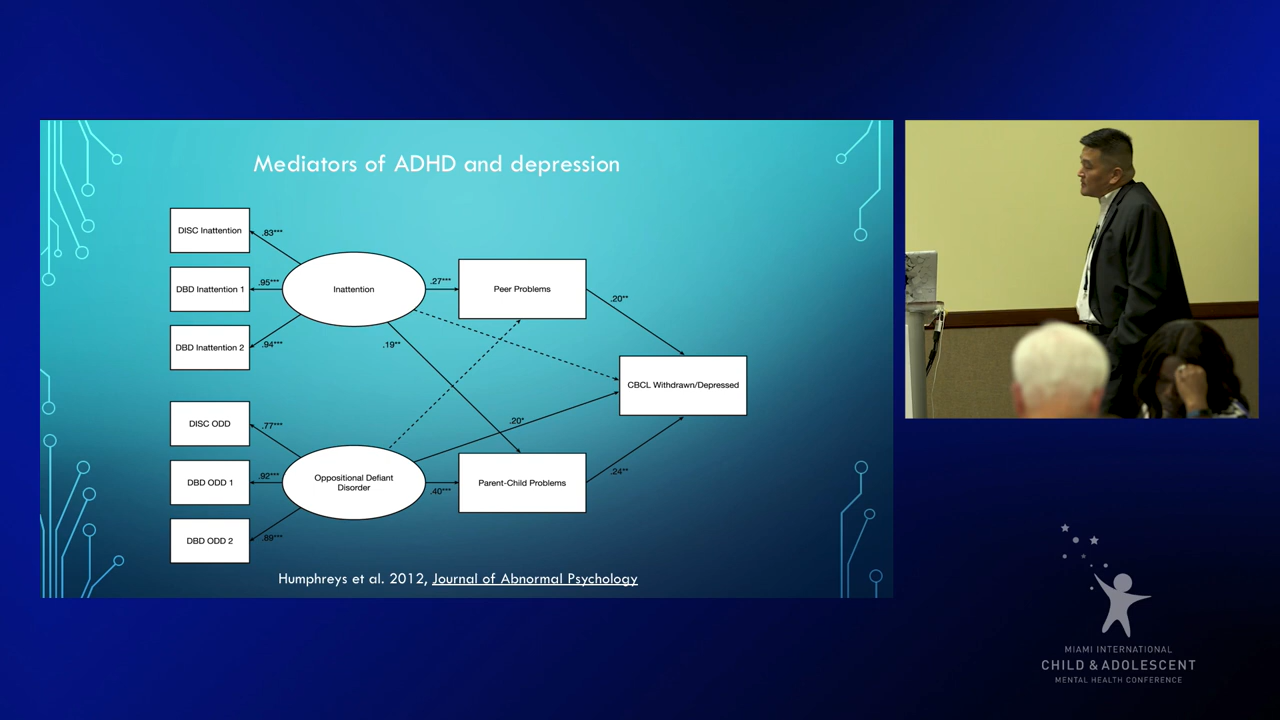 Mediators of ADHD and depression
DISC Inattention
.83***
DBD Inattention 1
.95***
Inattention
.27***
Peer Problems
.20**
DBD Inattention 2
.94***
.19**
CBCL Withdrawn/Depressed
DISC ODD
.77***
.20*
DBD ODD 1
.92***
Oppositional Defiant
Disorder
.40***
Parent-Child Problems
.24**
DBD ODD 2
.89***
Humphreys et al. 2012, Journal of Abnormal Psychology
MIAMI INTERNATIONAL
CHILD & ADOLESCENT
MENTAL HEALTH CONFERENCE